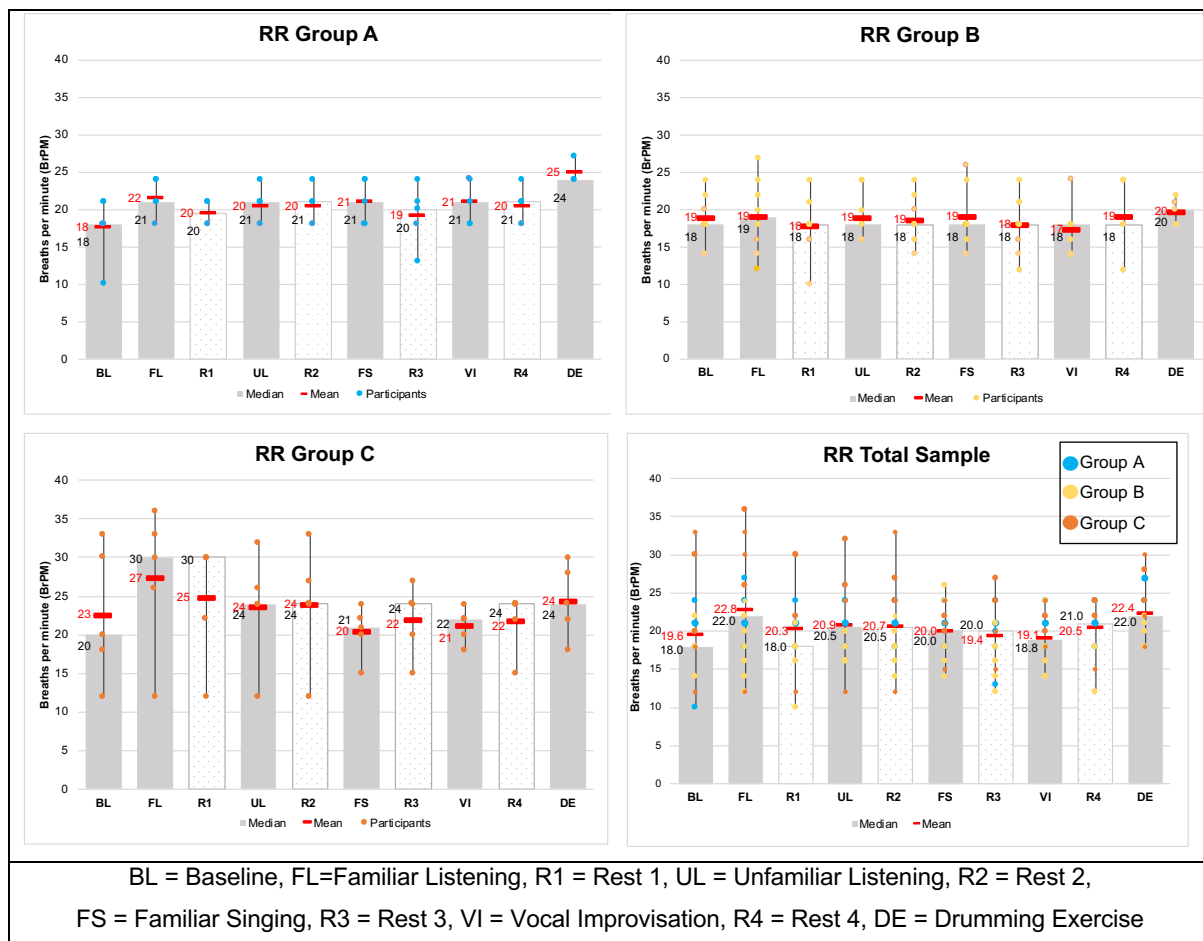 RR Group A
Breaths per minute (BrPM)
40
35
30
25
20
15
10
5
0
18 22 20 20 20 21 19 21 20 25
18 21 20 21 21 21 20 21 21 24
BL FL R1 UL R2 FS R3 VI R4 DE
Median Mean Participants
RR Group B
Breaths per minute (BrPM)
40
35
30
25
20
15
10
5
0
19 19 18 19 19 19 18 17 19 20
18 19 18 18 18 18 18 18 18 20
BL FL R1 UL R2 FS R3 VI R4 DE
Median Mean Participants
RR Group C
Breaths per minute (BrPM)
40
35
30
25
20
15
10
5
0
23 27 25 24 24 20 22 21 22 24
20 30 30 24 24 21 24 22 24 24
BL FL R1 UL R2 FS R3 VI R4 DE
Median Mean Participants
RR Total Sample
Group A
Group B
Group C
Breaths per minute (BrPM)
40
35
30
25
20
15
10
5
0
19.6 22.8 20.3 20.9 20.7 20.0 19.4 19.1 20.5 22.4
18.0 22.0 18.0 20.5 20.5 20.0 20.0 18.8 21.0 22.0
BL FL R1 UL R2 FS R3 VI R4 DE
Median Mean
BL = Baseline, FL=Familiar Listening, R1 = Rest 1, UL = Unfamiliar Listening, R2 = Rest 2,
FS = Familiar Singing, R3 = Rest 3, VI = Vocal Improvisation, R4 = Rest 4, DE = Drumming Exercise